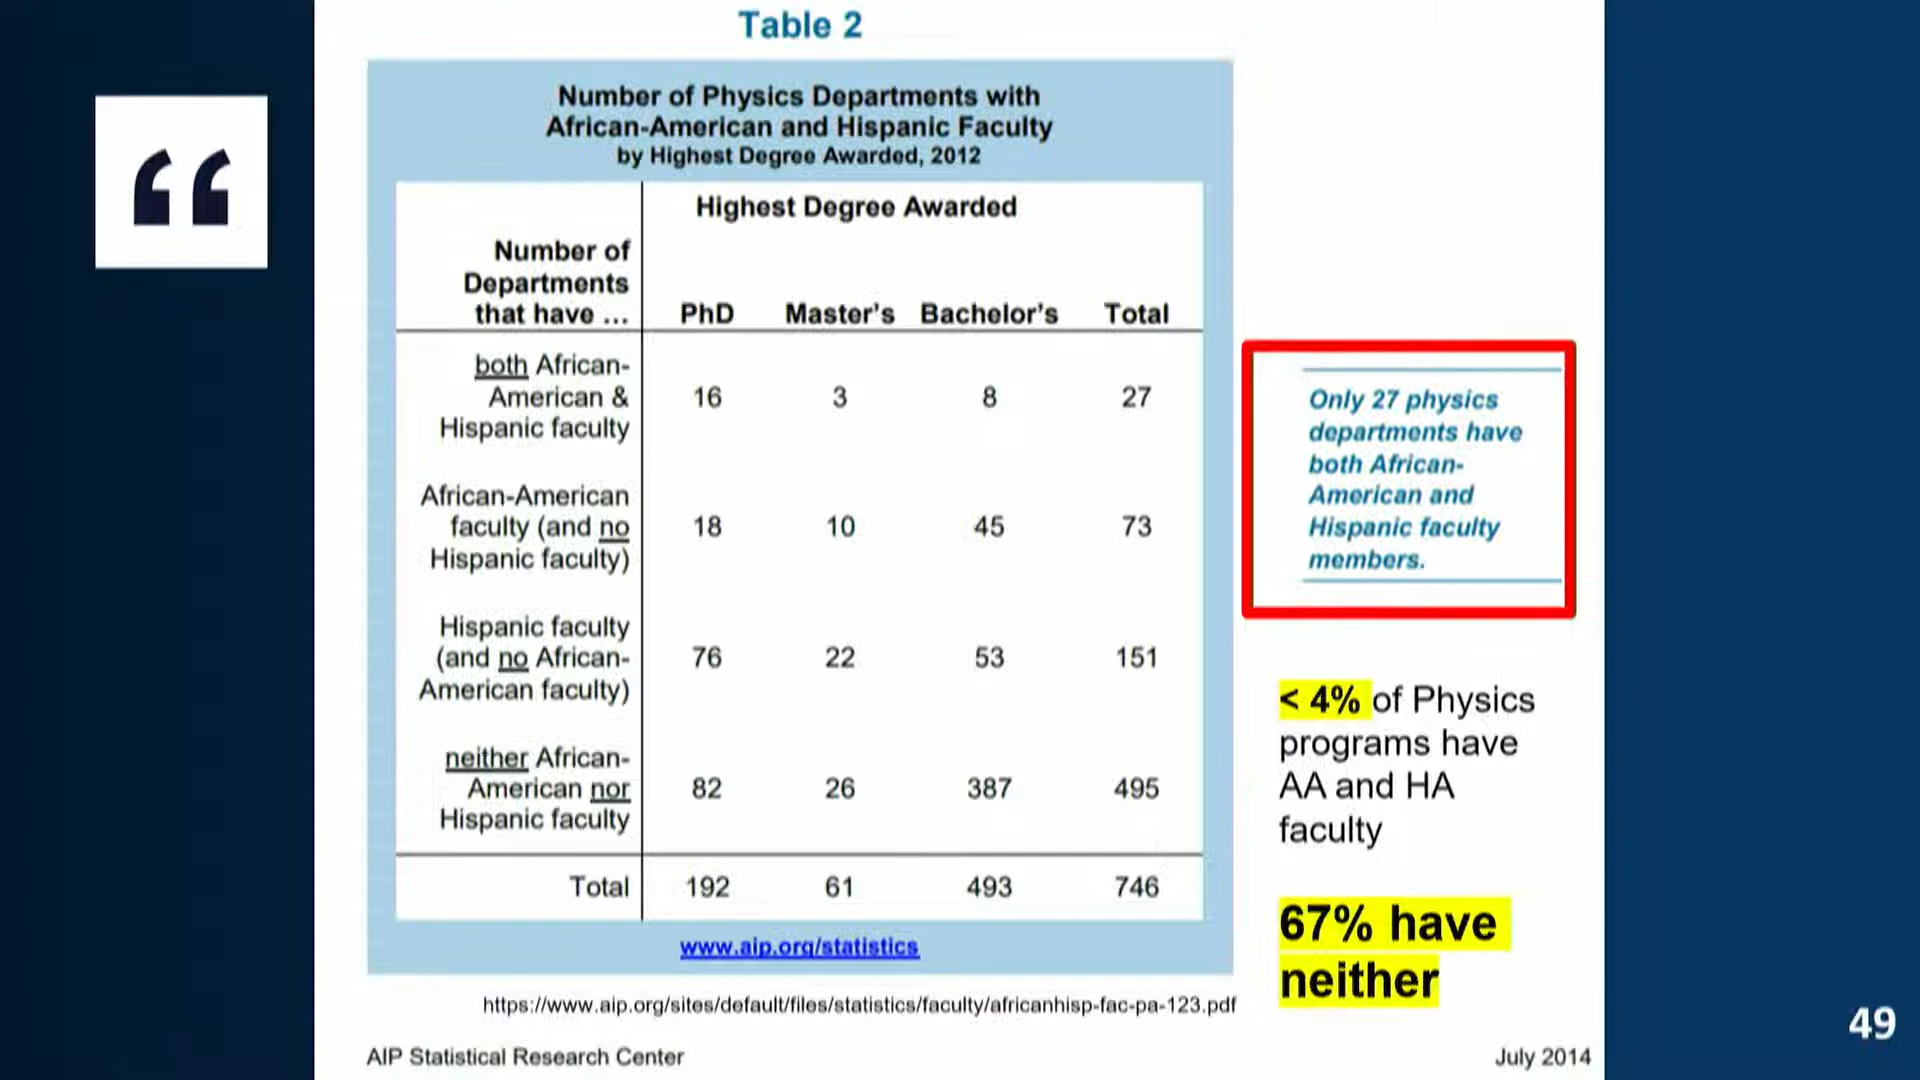 “
Table 2
Number of Physics Departments with
African-American and Hispanic Faculty
by Highest Degree Awarded, 2012
Highest Degree Awarded
Number of
Departments
that have ...
PhD Master's Bachelor's Total
both African-
American &
Hispanic faculty
16 3 8 27
African-American
faculty (and no
Hispanic faculty)
18 10 45 73
Hispanic faculty
(and no African-
American faculty)
76 22 53 151
neither African-
American nor
Hispanic faculty
82 26 387 495
Total 192 61 493 746
www.aip.org/statistics
https://www.aip.org/sites/default/files/statistics/faculty/africanhisp-fac-pa-123.pdf
AIP Statistical Research Center
July 2014
Only 27 physics
departments have
both African-
American and
Hispanic faculty
members.
< 4% of Physics
programs have
AA and HA
faculty
67% have
neither
49